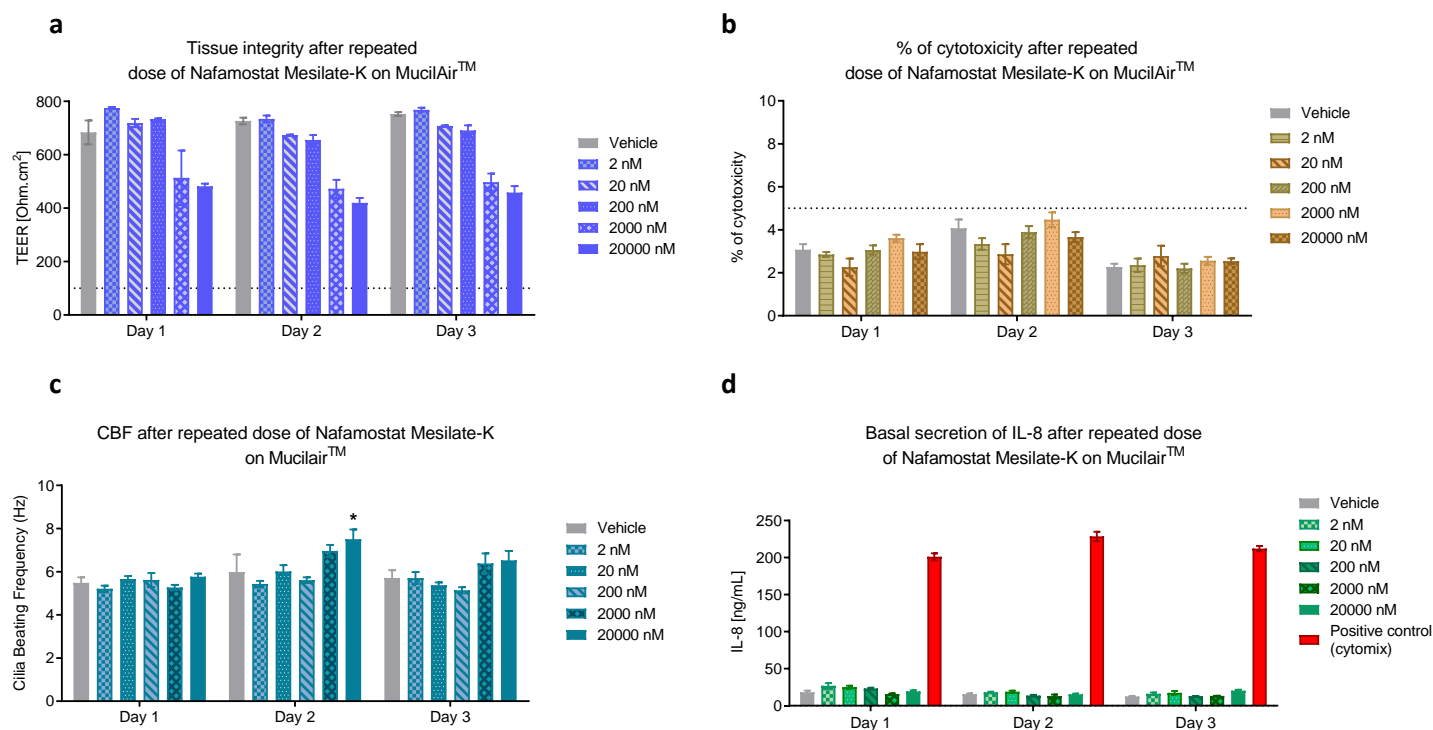 a
Tissue integrity after repeated
dose of Nafamostat Mesilate-K on MucilAir™
800
600
400
200
0
TEER [Ohm.cm²]
Day 1
Day 2
Day 3
Vehicle
2 nM
20 nM
200 nM
2000 nM
20000 nM
b
% of cytotoxicity after repeated
dose of Nafamostat Mesilate-K on MucilAir™
10
8
6
4
2
0
% of cytotoxicity
Day 1
Day 2
Day 3
Vehicle
2 nM
20 nM
200 nM
2000 nM
20000 nM
c
CBF after repeated dose of Nafamostat Mesilate-K
on Mucilair™
10
8
6
4
2
0
Cilia Beating Frequency (Hz)
*
Day 1
Day 2
Day 3
Vehicle
2 nM
20 nM
200 nM
2000 nM
20000 nM
d
Basal secretion of IL-8 after repeated dose
of Nafamostat Mesilate-K on Mucilair™
250
200
150
100
50
0
IL-8 [ng/mL]
Day 1
Day 2
Day 3
Vehicle
2 nM
20 nM
200 nM
2000 nM
20000 nM
Positive control
(cytomix)